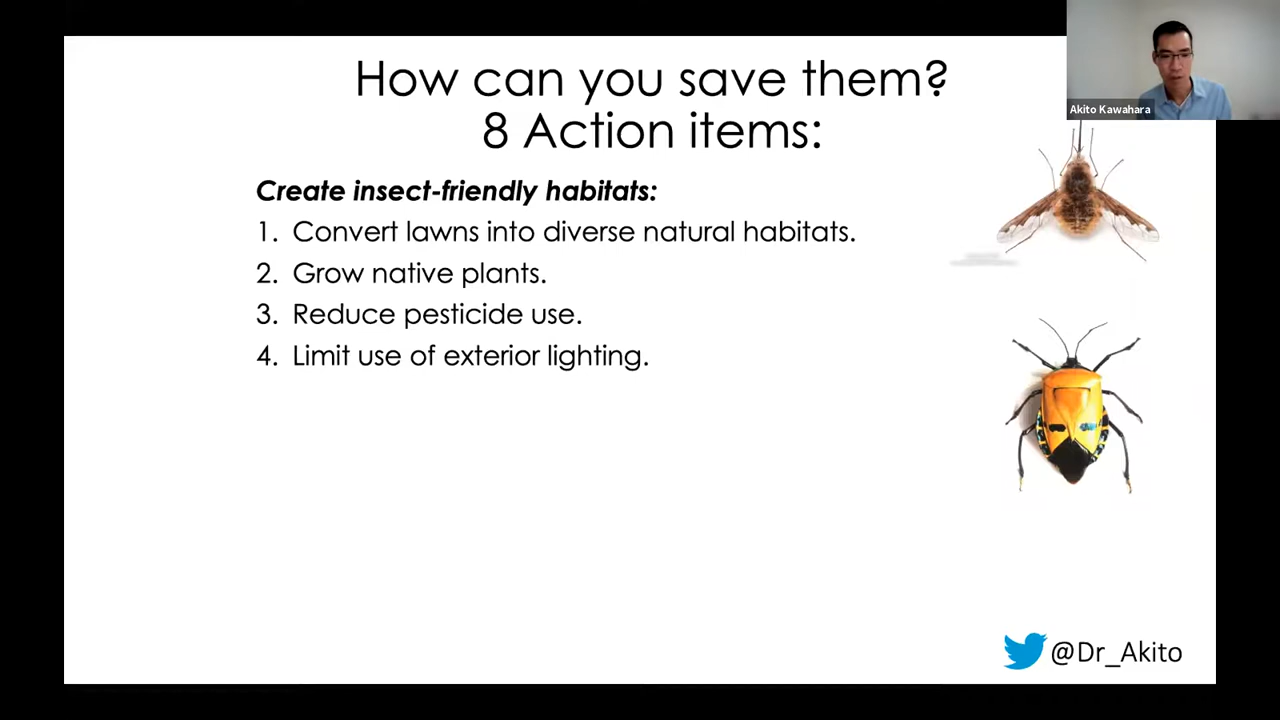 How can you save them?
8 Action items:
Akito Kawahara
Create insect-friendly habitats:
1. Convert lawns into diverse natural habitats.
2. Grow native plants.
3. Reduce pesticide use.
4. Limit use of exterior lighting.
@Dr_Akito